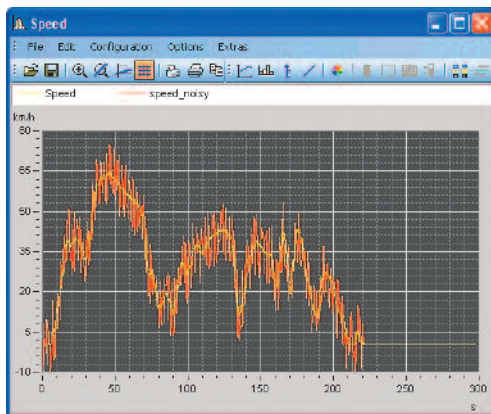 Speed
File Edit Configuration Options Extras
Speed speed_noisy
km/h
80
65
50
35
20
5
-10
0 50 100 150 200 250 300
s